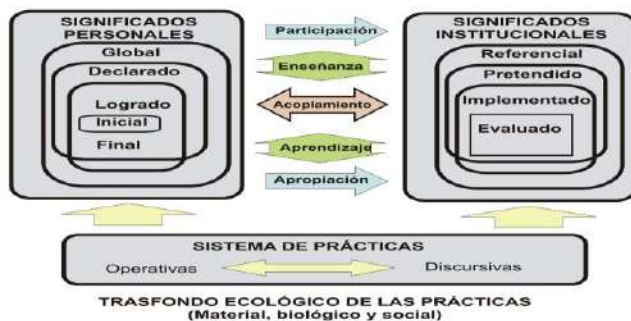 SIGNIFICADOS
PERSONALES
Global
Declarado
Logrado
Inicial
Final
Participación
Enseñanza
Acoplamiento
Aprendizaje
Apropiación
SIGNIFICADOS
INSTITUCIONALES
Referencial
Pretendido
Implementado
Evaluado
SISTEMA DE PRÁCTICAS
Operativas
Discursivas
TRASFONDO ECOLÓGICO DE LAS PRÁCTICAS
(Material, biológico y social)